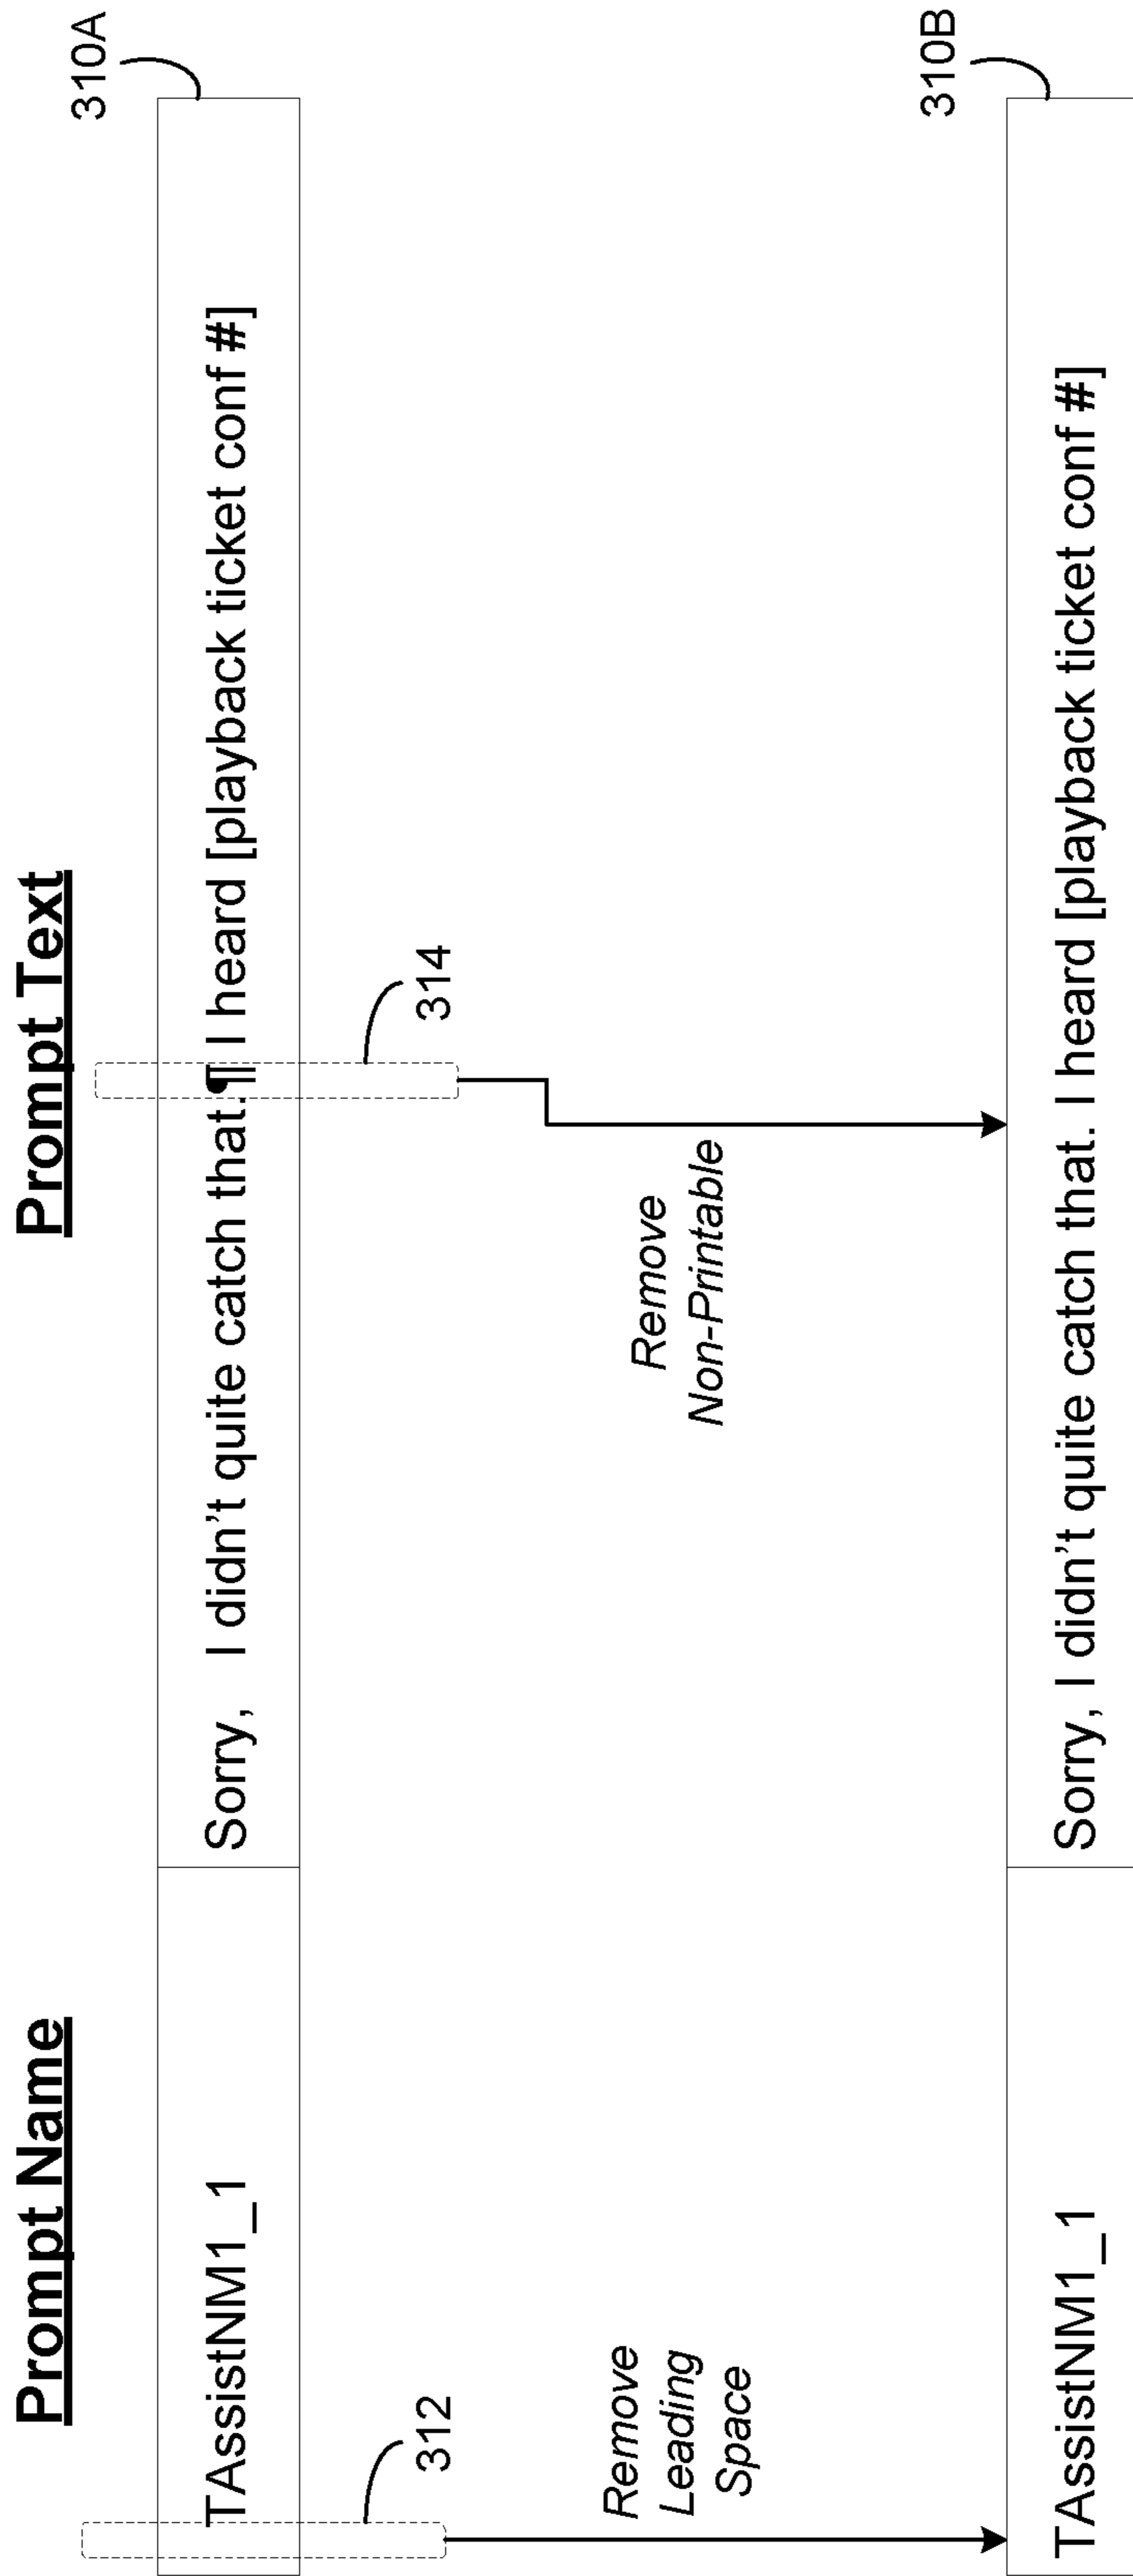 Prompt Name
Prompt Text
310A
TAssistNM1_1
Sorry,  I didn't quite catch that.¶ I heard [playback ticket conf #]
312
314
Remove
Leading
Space
Remove
Non-Printable
310B
TAssistNM1_1
Sorry, I didn't quite catch that. I heard [playback ticket conf #]